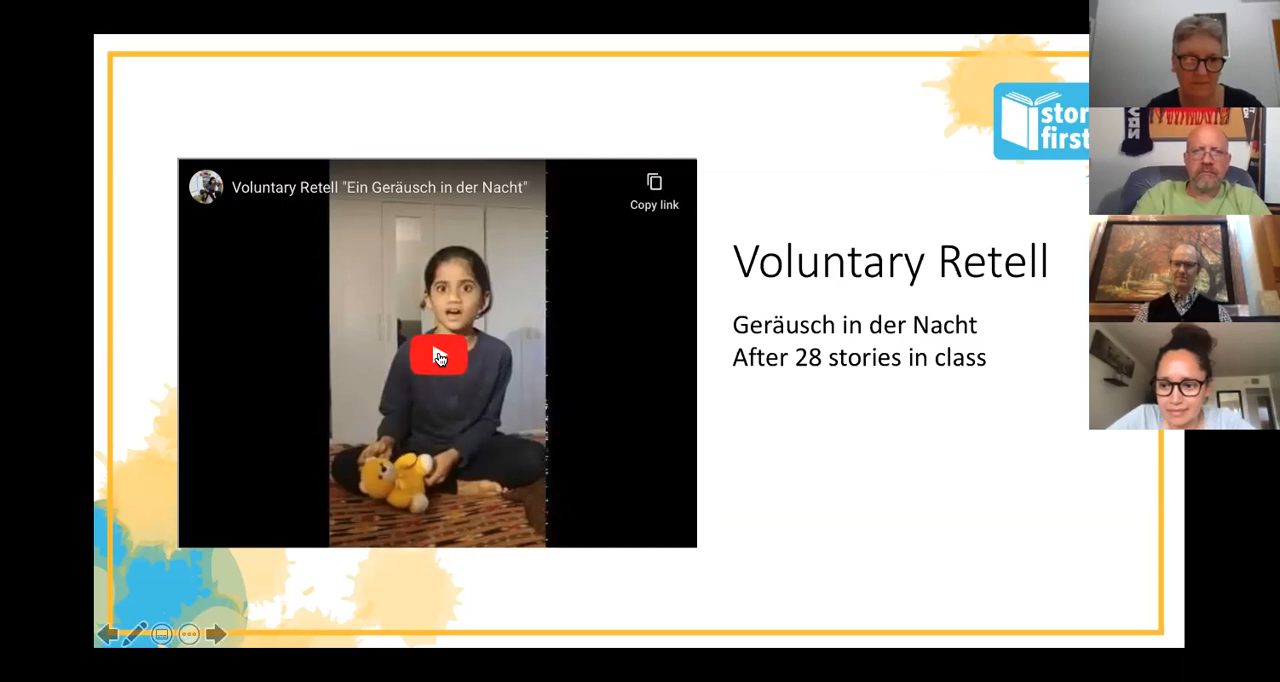 Voluntary Retell "Ein Geräusch in der Nacht"
Copy link
stor
first
Voluntary Retell
Geräusch in der Nacht
After 28 stories in class